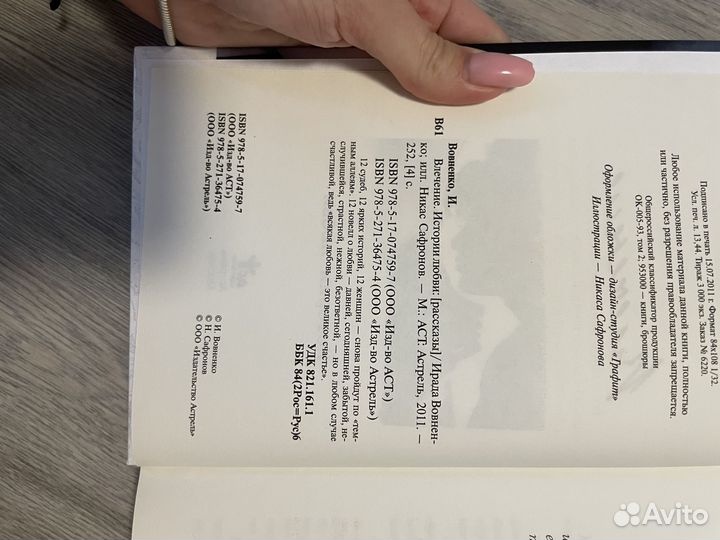 Подписано в печать 15.07.2011 г. Формат 84х108 1/32.
Усл. печ. л. 13,44. Тираж 3 000 экз. Заказ № 6220.
Любое использование материала данной книги, полностью
или частично, без разрешения правообладателя запрещается.
Общероссийский классификатор продукции
ОК-005-93, том 2; 953000 — книги, брошюры
Оформление обложки — дизайн-студия «Графит»
Иллюстрации — Никаса Сафронова
Вовненко, И.
В61
Влечение. Истории любви: [рассказы]/ Ирада Вовнен-
ко; илл. Никас Сафронов. — М.: АСТ: Астрель, 2011. —
252, [4] с.
ISBN 978-5-17-074759-7 (ООО «Изд-во АСТ»)
ISBN 978-5-271-36475-4 (ООО «Изд-во Астрель»)
12 судеб, 12 ярких историй, 12 женщин — снова пройдут по «тем-
ным аллеям». 12 новелл о любви — давней, сегодняшней, забытой, не-
случившейся, страстной, нежной, безответной, — но в любом случае
счастливой, ведь «всякая любовь — это великое счастье».
УДК 821.161.1
ББК 84(2Рос=Рус)6
ISBN 978-5-17-074759-7
(ООО «Изд-во АСТ»)
ISBN 978-5-271-36475-4
(ООО «Изд-во Астрель»)
© И. Вовненко
© Н. Сафронов
© ООО «Издательство Астрель»
Avito